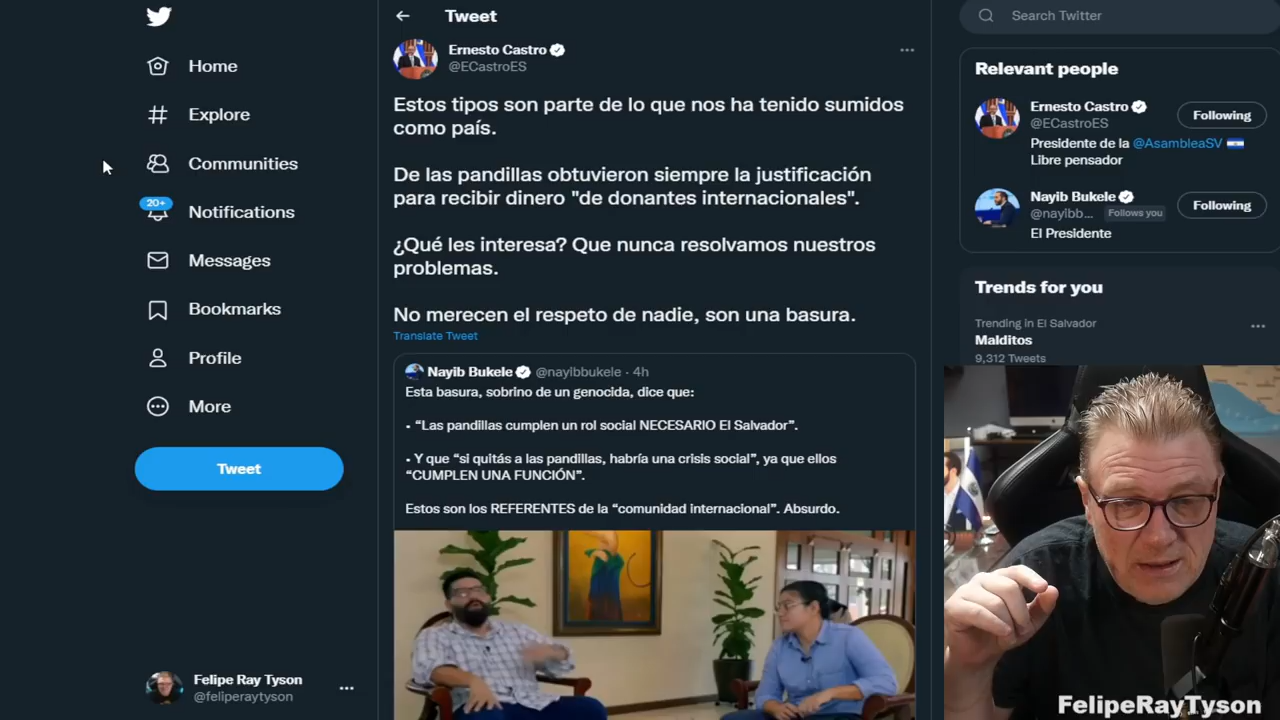 Home
Explore
Communities
20+
Notifications
Messages
Bookmarks
Profile
More
Tweet
Felipe Ray Tyson
@feliperaytyson
Tweet
Ernesto Castro
@ECastroES
Estos tipos son parte de lo que nos ha tenido sumidos
como país.
De las pandillas obtuvieron siempre la justificación
para recibir dinero "de donantes internacionales".
¿Qué les interesa? Que nunca resolvamos nuestros
problemas.
No merecen el respeto de nadie, son una basura.
Translate Tweet
Nayib Bukele @nayibbukele · 4h
Esta basura, sobrino de un genocida, dice que:
• “Las pandillas cumplen un rol social NECESARIO El Salvador”.
• Y que “si quitás a las pandillas, habría una crisis social”, ya que ellos
“CUMPLEN UNA FUNCIÓN”.
Estos son los REFERENTES de la “comunidad internacional”. Absurdo.
Search Twitter
Relevant people
Ernesto Castro
@ECastroES
Following
Presidente de la @AsambleaSV
Libre pensador
Nayib Bukele
@nayibb... Follows you
Following
El Presidente
Trends for you
Trending in El Salvador
Malditos
9,312 Tweets
FelipeRayTyson